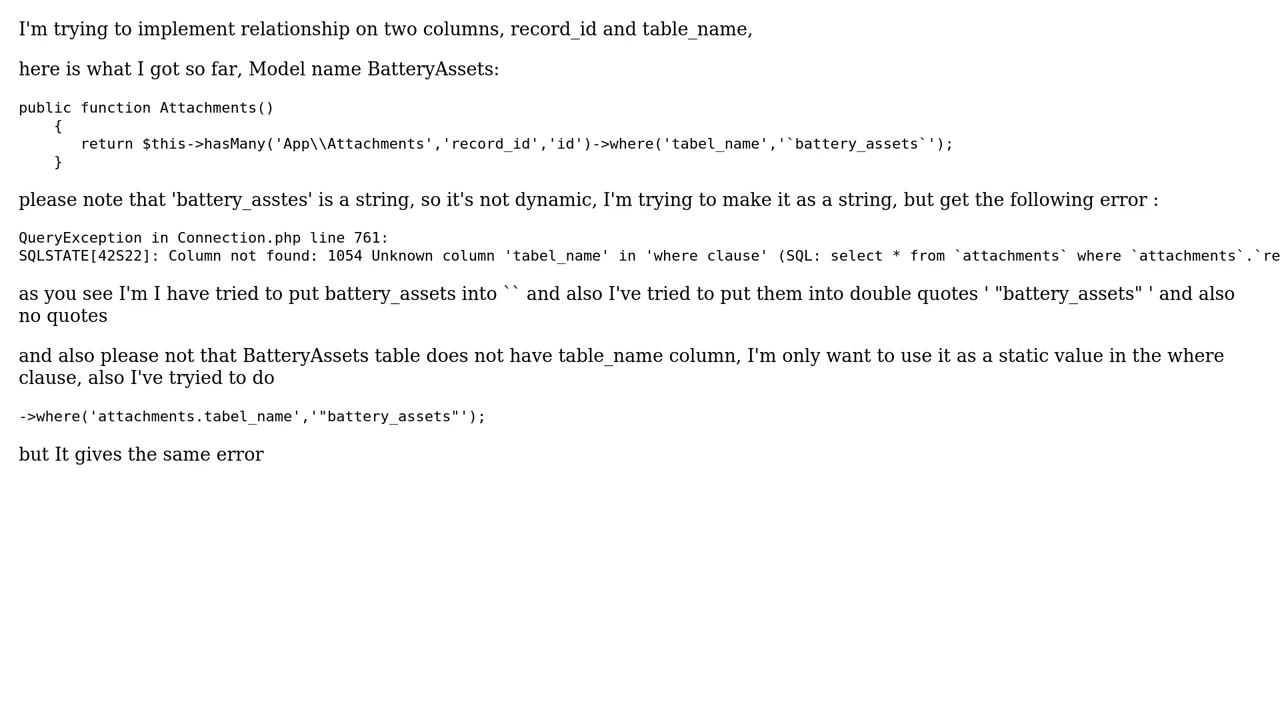 I'm trying to implement relationship on two columns, record_id and table_name,
here is what I got so far, Model name BatteryAssets:
public function Attachments()
    {
       return $this->hasMany('App\\Attachments','record_id','id')->where('tabel_name','`battery_assets`');
    }
please note that 'battery_asstes' is a string, so it's not dynamic, I'm trying to make it as a string, but get the following error :
QueryException in Connection.php line 761:
SQLSTATE[42S22]: Column not found: 1054 Unknown column 'tabel_name' in 'where clause' (SQL: select * from `attachments` where `attachments`.`re
as you see I'm I have tried to put battery_assets into `` and also I've tried to put them into double quotes ' "battery_assets" ' and also
no quotes
and also please not that BatteryAssets table does not have table_name column, I'm only want to use it as a static value in the where
clause, also I've tryied to do
->where('attachments.tabel_name','"battery_assets"');
but It gives the same error